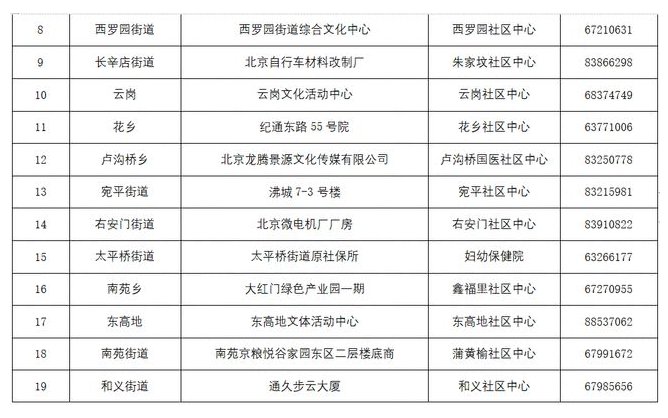 8 西罗园街道 西罗园街道综合文化中心 西罗园社区中心 67210631
9 长辛店街道 北京自行车材料改制厂 朱家坟社区中心 83866298
10 云岗 云岗文化活动中心 云岗社区中心 68374749
11 花乡 纪通东路55号院 花乡社区中心 63771006
12 卢沟桥乡 北京龙腾景源文化传媒有限公司 卢沟桥国医社区中心 83250778
13 宛平街道 沸城7-3号楼 宛平社区中心 83215981
14 右安门街道 北京微电机厂厂房 右安门社区中心 83910822
15 太平桥街道 太平桥街道原社保所 妇幼保健院 63266177
16 南苑乡 大红门绿色产业园一期 鑫福里社区中心 67270955
17 东高地 东高地文体活动中心 东高地社区中心 88537062
18 南苑街道 南苑京粮悦谷家园东区二层楼底商 蒲黄榆社区中心 67991672
19 和义街道 通久步云大厦 和义社区中心 67985656